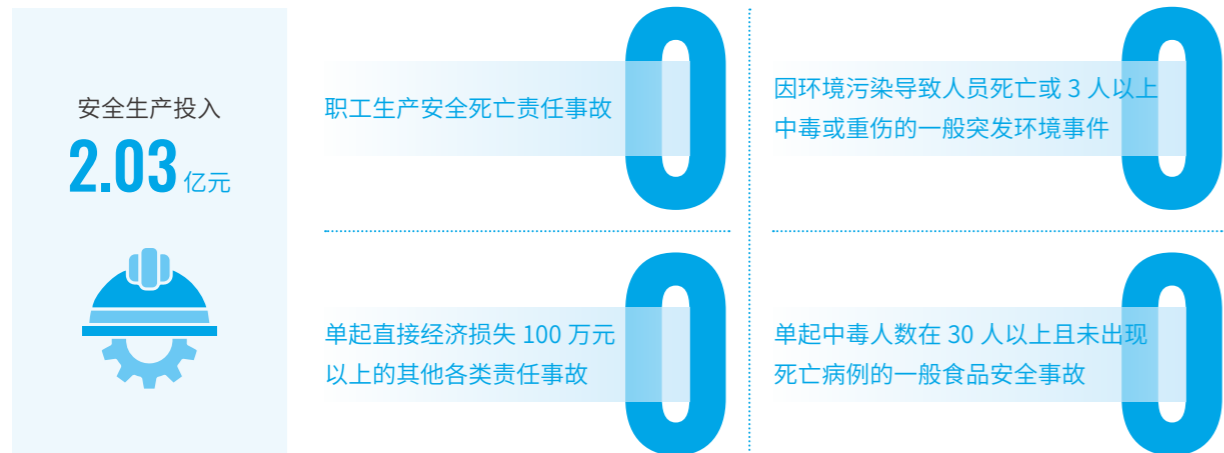 安全生产投入
2.03 亿元
职工生产安全死亡责任事故
0
因环境污染导致人员死亡或 3 人以上
中毒或重伤的一般突发环境事件
0
单起直接经济损失 100 万元
以上的其他各类责任事故
0
单起中毒人数在 30 人以上且未出现
死亡病例的一般食品安全事故
0